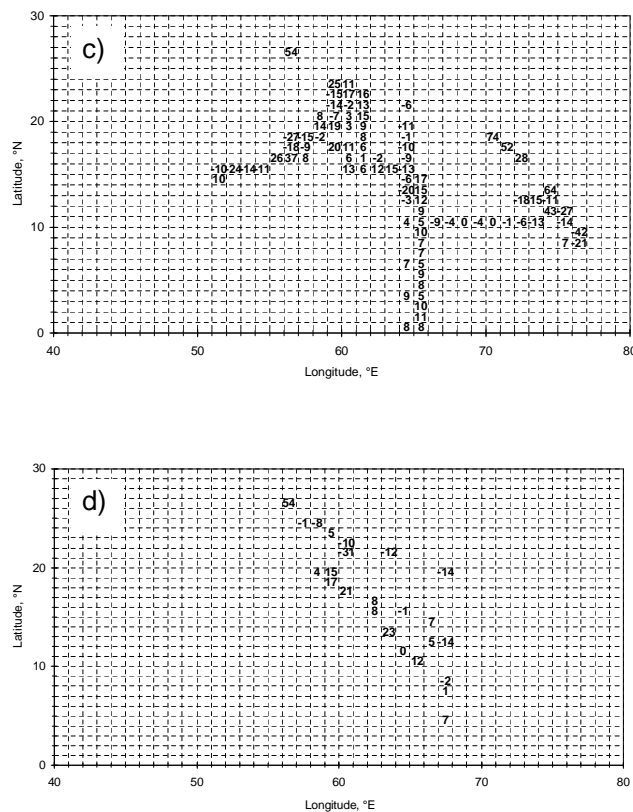 30
c)
54
25 11
-15 17 16
-14 -2 13 -6
8 -7 3 15
20
14 19 3 9 -11
-27 -15 -2 8 -1 74
-18 -9 20 11 6 -10 52
26 37 8 6 1 -2 -9 28
-10 24 -14 -11 13 6 12 15 -13
10 -6 17
-20 15 64
-3 12 -18 15 -11
9 43 -27
10
4 5 -9 -4 0 -4 0 -1 -6 -13 -14
10 -42
7 7 -21
7
7 5
9
8
9 5
10
11
8 8
0
40 50 60 70 80
Latitude, °N
Longitude, °E
30
d)
54
-1 -8
5
-10
-31 -12
20
4 15 -14
17
21
8
8 -1
7
23
5 -14
0
12
10
-2
1
7
0
40 50 60 70 80
Latitude, °N
Longitude, °E